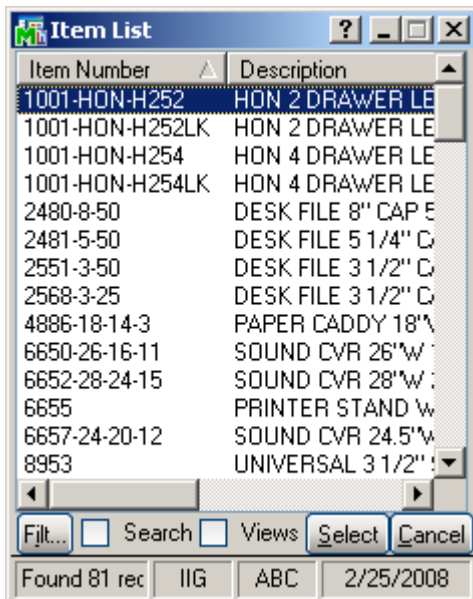 Item List
Item Number Description
1001-HON-H252 HON 2 DRAWER LE
1001-HON-H252LK HON 2 DRAWER LE
1001-HON-H254 HON 4 DRAWER LE
1001-HON-H254LK HON 4 DRAWER LE
2480-8-50 DESK FILE 8" CAP 5
2481-5-50 DESK FILE 5 1/4" CA
2551-3-50 DESK FILE 3 1/2" CA
2568-3-25 DESK FILE 3 1/2" CA
4886-18-14-3 PAPER CADDY 18"W
6650-26-16-11 SOUND CVR 26"W
6652-28-24-15 SOUND CVR 28"W
6655 PRINTER STAND W
6657-24-20-12 SOUND CVR 24.5"W
8953 UNIVERSAL 3 1/2"
Filt... Search Views Select Cancel
Found 81 rec IIG ABC 2/25/2008